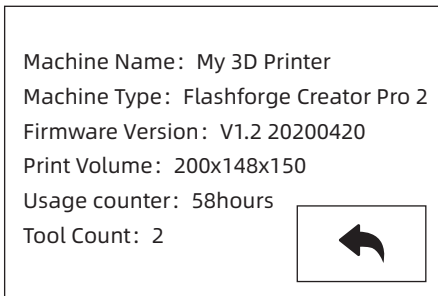 Machine Name：My 3D Printer
Machine Type：Flashforge Creator Pro 2
Firmware Version：V1.2 20200420
Print Volume：200x148x150
Usage counter：58hours
Tool Count：2